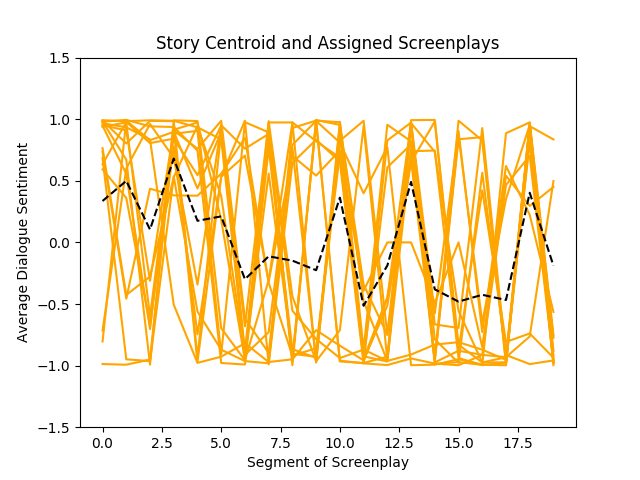 Story Centroid and Assigned Screenplays
1.5
1.0
0.5
0.0
−0.5
−1.0
−1.5
Average Dialogue Sentiment
0.0 2.5 5.0 7.5 10.0 12.5 15.0 17.5
Segment of Screenplay